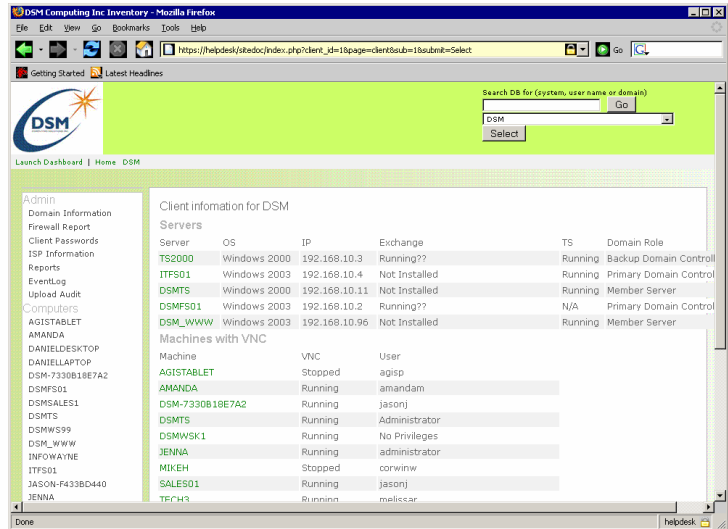 DSM Computing Inc Inventory - Mozilla Firefox
File Edit View Go Bookmarks Tools Help
https://helpdesk/sitedoc/index.php?client_id=1&page=client&sub=1&submit=Select Go G
Getting Started Latest Headlines
Search DB for (system, user name or domain)
Go
DSM
DSM
Select
Launch Dashboard | Home DSM
Admin
Domain Information
Firewall Report
Client Passwords
ISP Information
Reports
EventLog
Upload Audit
Computers
AGISTABLET
AMANDA
DANIELDESKTOP
DANIELLAPTOP
DSM-7330B18E7A2
DSMFS01
DSMSALES1
DSMTS
DSMWS99
DSM_WWW
INFOWAYNE
ITFS01
JASON-F433BD440
JENNA
Client infomation for DSM
Servers
Server OS IP Exchange TS Domain Role
TS2000 Windows 2000 192.168.10.3 Running?? Running Backup Domain Control
ITFS01 Windows 2003 192.168.10.4 Not Installed Running Primary Domain Control
DSMTS Windows 2000 192.168.10.11 Not Installed Running Member Server
DSMFS01 Windows 2003 192.168.10.2 Running?? N/A Primary Domain Control
DSM_WWW Windows 2003 192.168.10.96 Not Installed Running Member Server
Machines with VNC
Machine VNC User
AGISTABLET Stopped agisp
AMANDA Running amandam
DSM-7330B18E7A2 Running jasonj
DSMTS Running Administrator
DSMWSK1 Running No Privileges
JENNA Running administrator
MIKEH Stopped corwinw
SALES01 Running jasonj
TECH3 Running melissar
Done helpdesk